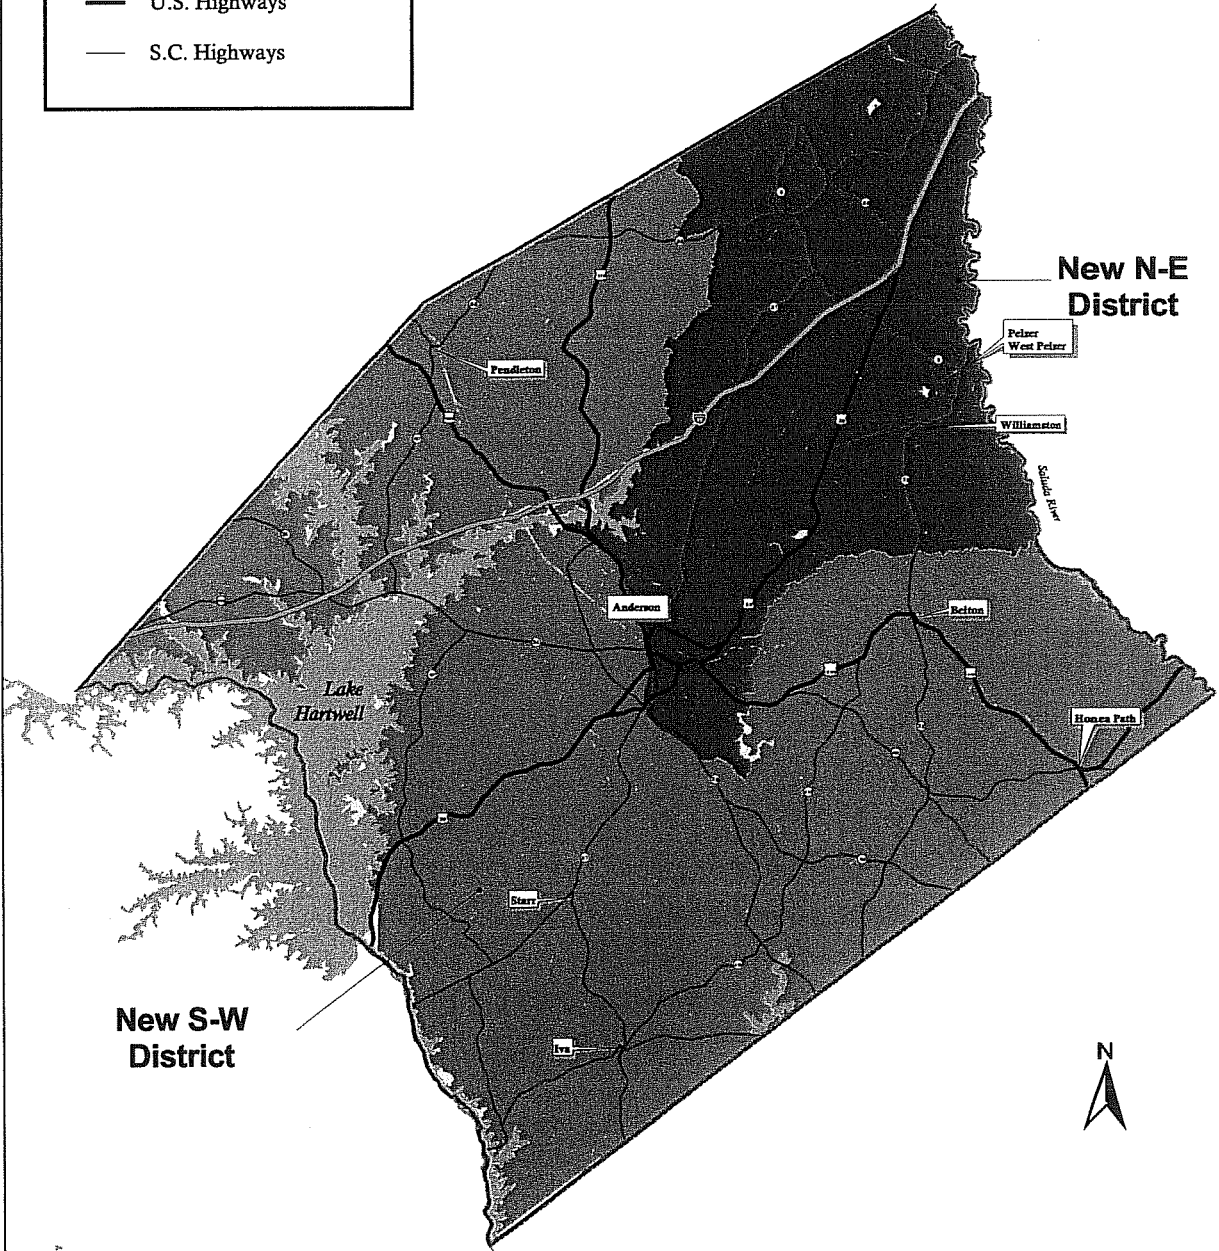 U.S. Highways
S.C. Highways
New N-E
District
Pelzer
West Pelzer
Pendleton
Williamston
Saluda River
Anderson
Belton
Lake
Hartwell
Honea Path
Starr
New S-W
District
Iva
N